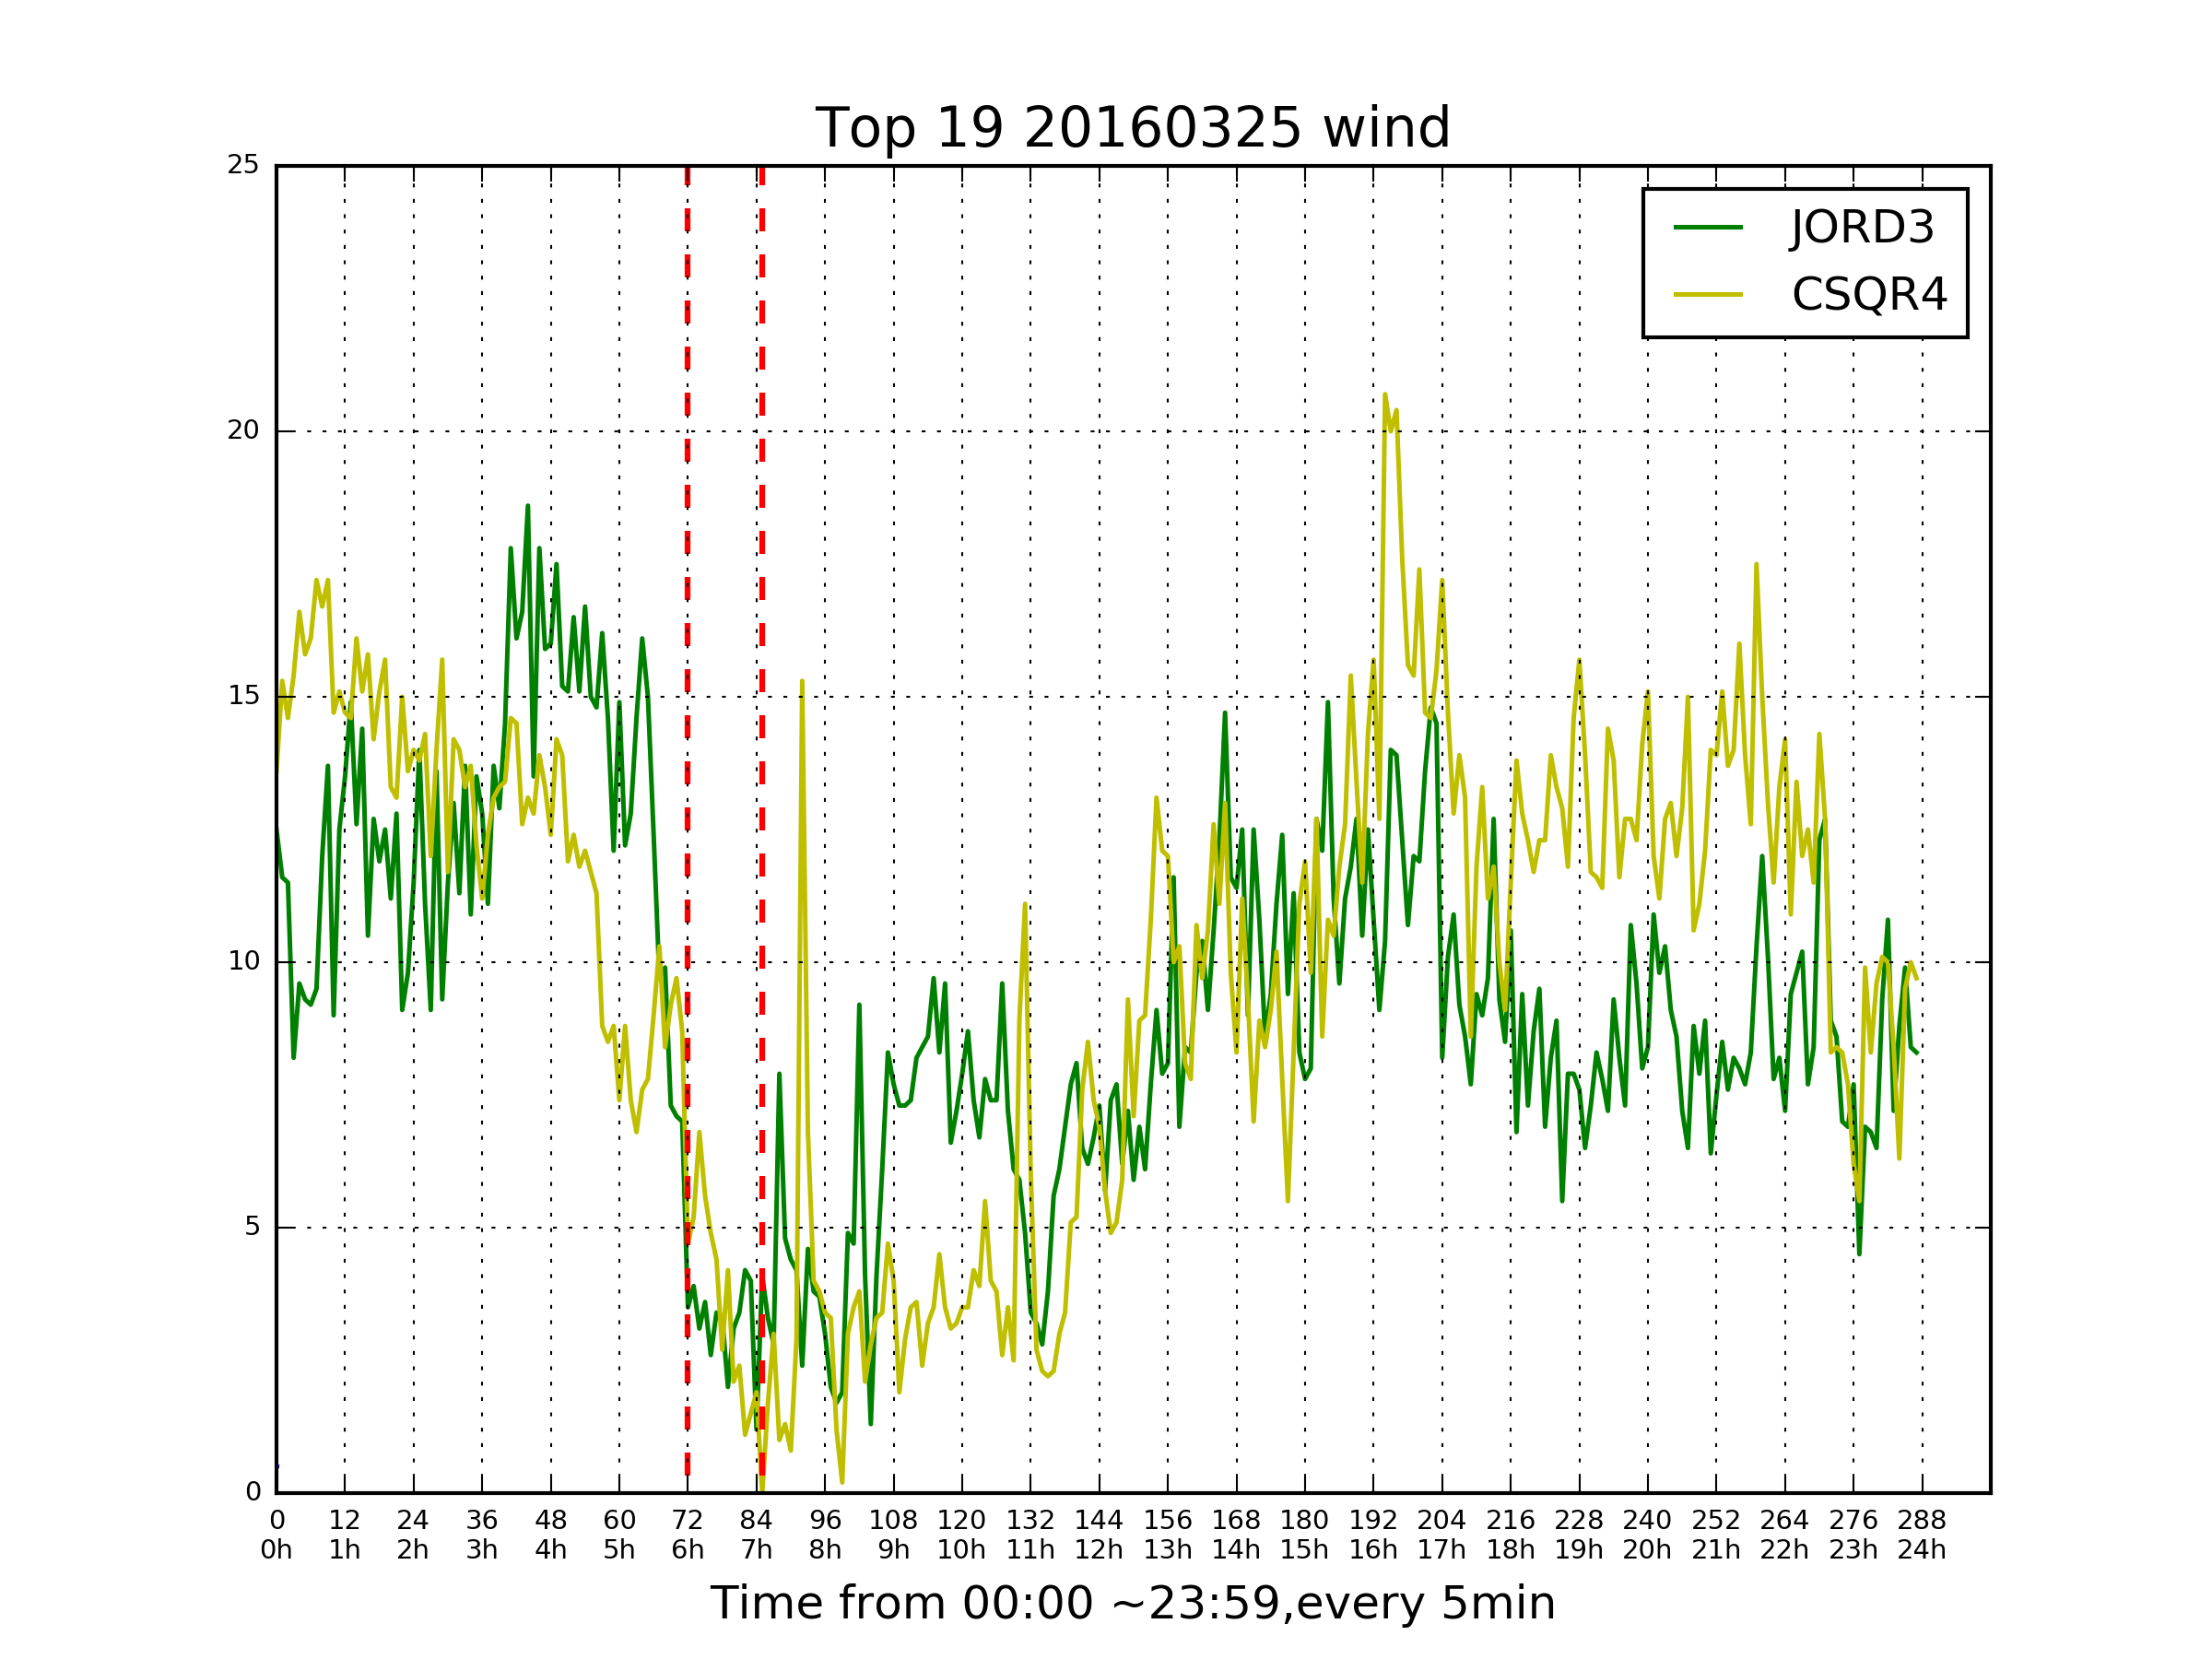 Top 19 20160325 wind
25
20
15
10
5
0
JORD3
CSQR4
0 12 24 36 48 60 72 84 96 108 120 132 144 156 168 180 192 204 216 228 240 252 264 276 288
0h 1h 2h 3h 4h 5h 6h 7h 8h 9h 10h 11h 12h 13h 14h 15h 16h 17h 18h 19h 20h 21h 22h 23h 24h
Time from 00:00 ~23:59,every 5min